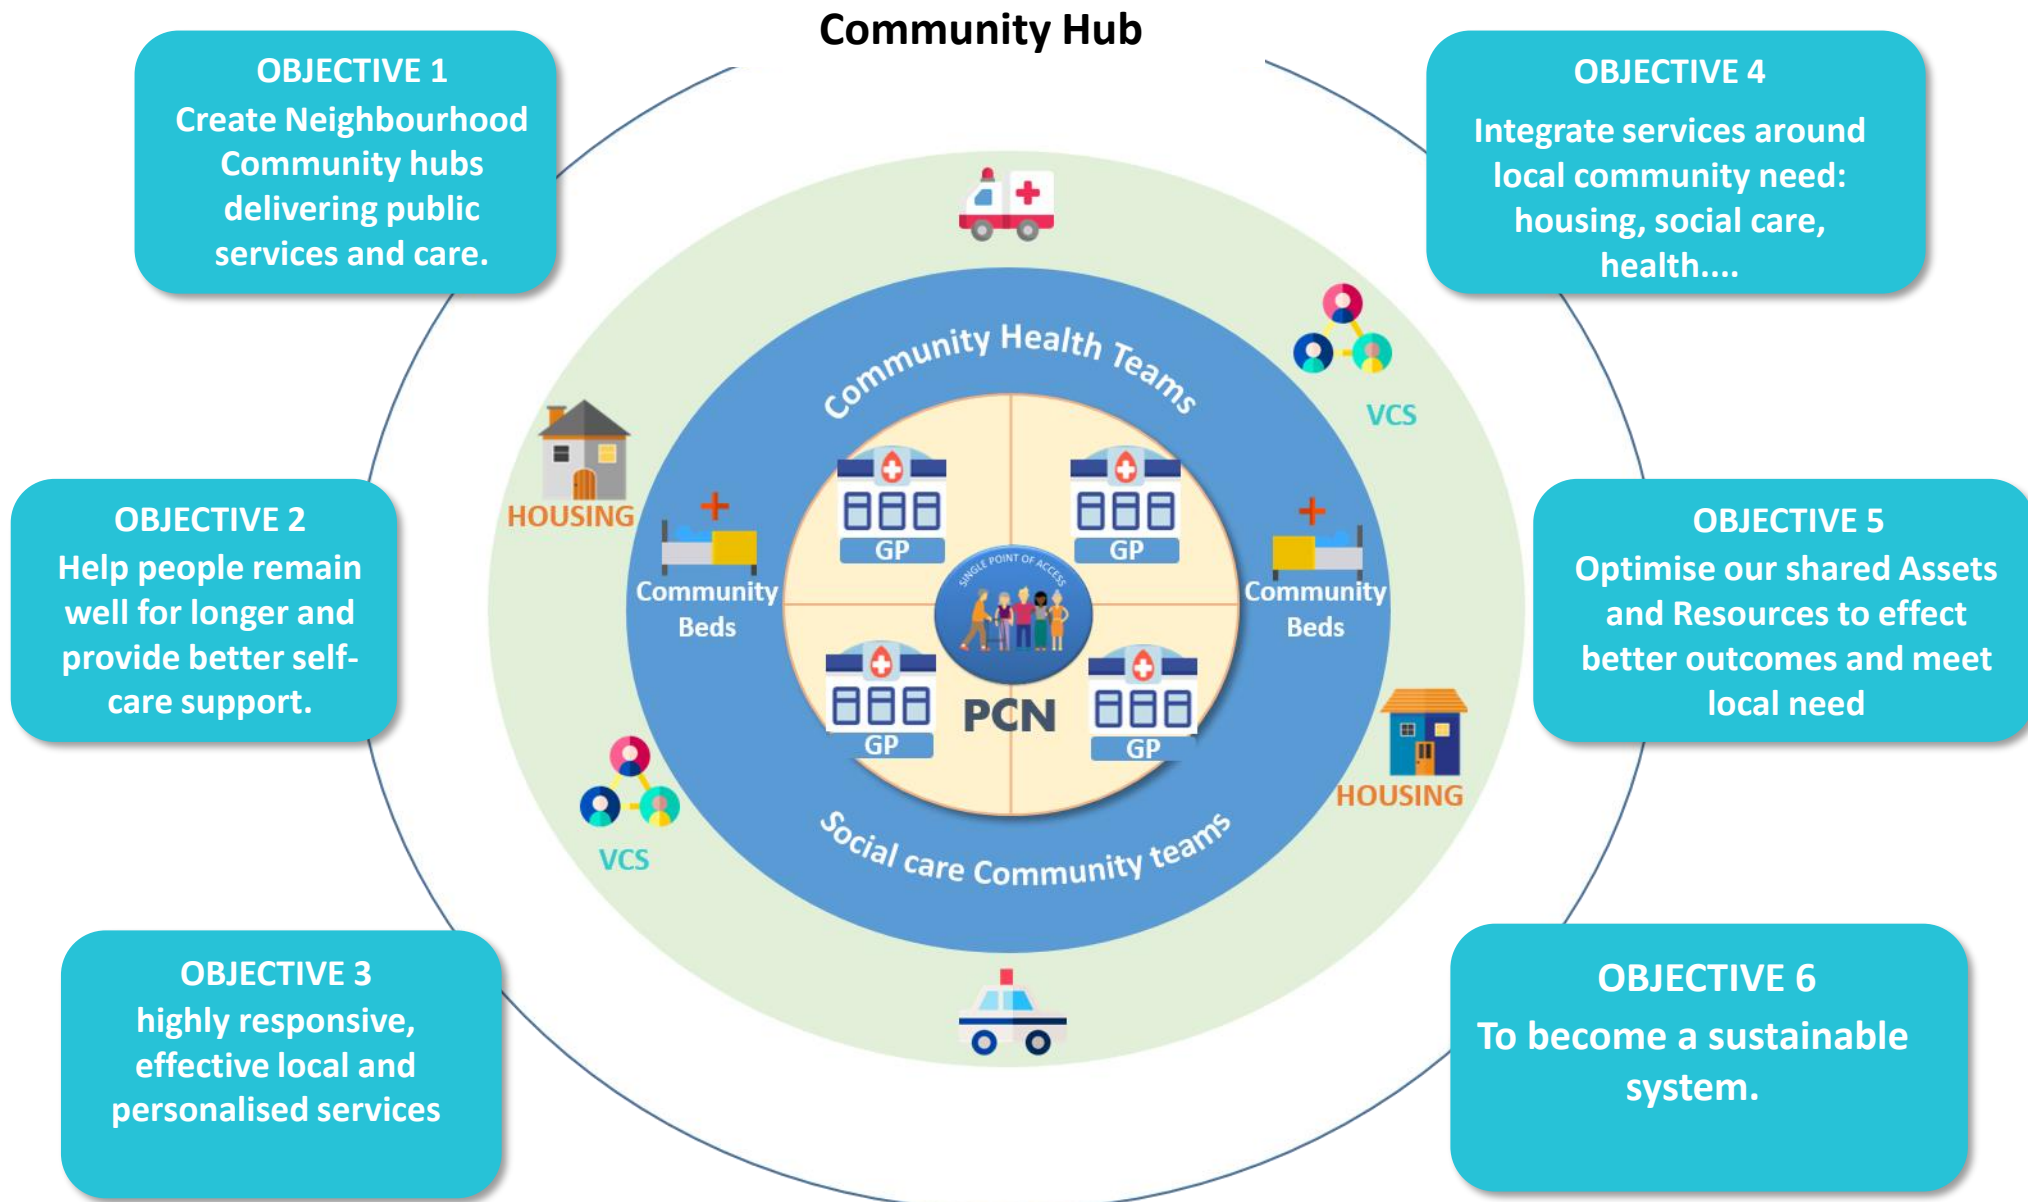 Community Hub
OBJECTIVE 1
Create Neighbourhood
Community hubs
delivering public
services and care.
OBJECTIVE 2
Help people remain
well for longer and
provide better self-
care support.
OBJECTIVE 3
highly responsive,
effective local and
personalised services
OBJECTIVE 4
Integrate services around
local community need:
housing, social care,
health....
OBJECTIVE 5
Optimise our shared Assets
and Resources to effect
better outcomes and meet
local need
OBJECTIVE 6
To become a sustainable
system.
VCS
HOUSING
Community Health Teams
Community
Beds
GP
GP
SINGLE POINT OF ACCESS
PCN
GP
GP
Community
Beds
Social care Community teams
HOUSING
VCS